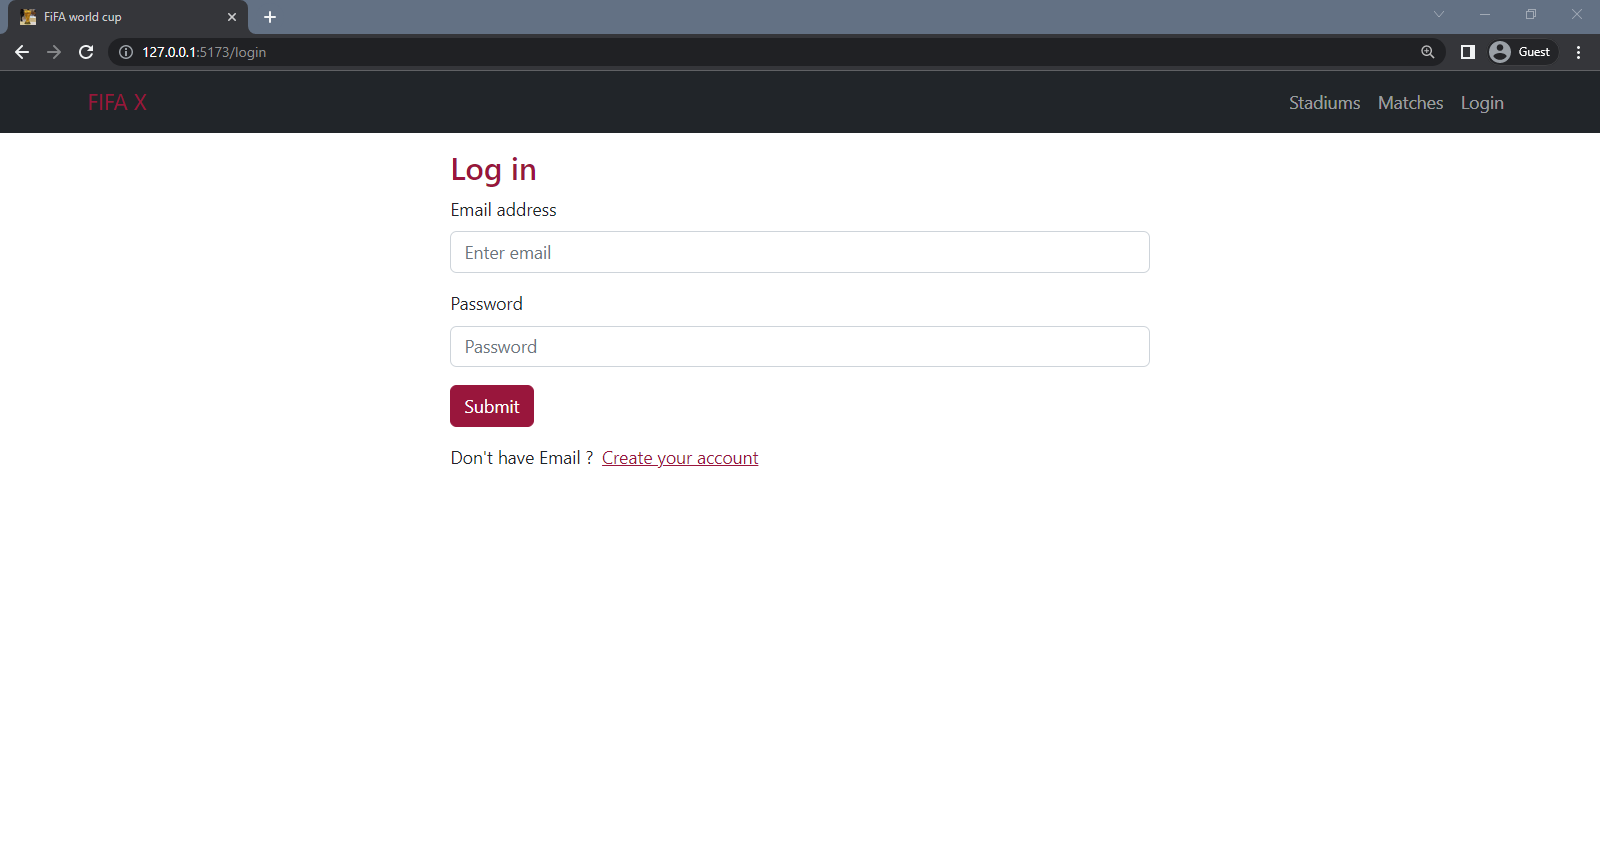 FiFA world cup
127.0.0.1:5173/login
Guest
FIFA X
Stadiums Matches Login
Log in
Email address
Enter email
Password
Password
Submit
Don't have Email ? Create your account